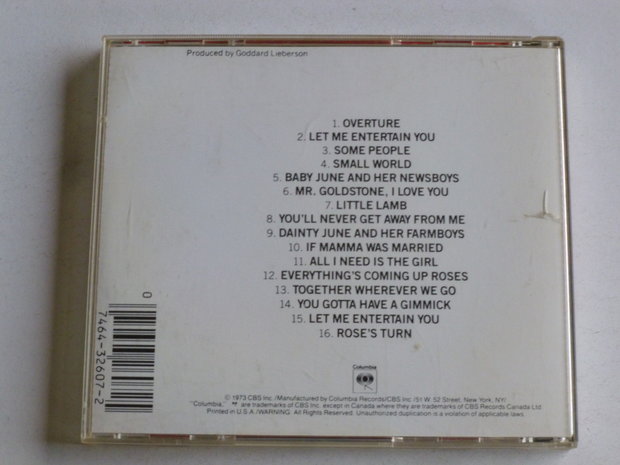 Produced by Goddard Lieberson
1. OVERTURE
2. LET ME ENTERTAIN YOU
3. SOME PEOPLE
4. SMALL WORLD
5. BABY JUNE AND HER NEWSBOYS
6. MR. GOLDSTONE, I LOVE YOU
7. LITTLE LAMB
8. YOU'LL NEVER GET AWAY FROM ME
9. DAINTY JUNE AND HER FARMBOYS
10. IF MAMMA WAS MARRIED
11. ALL I NEED IS THE GIRL
12. EVERYTHING'S COMING UP ROSES
13. TOGETHER WHEREVER WE GO
14. YOU GOTTA HAVE A GIMMICK
15. LET ME ENTERTAIN YOU
16. ROSE'S TURN
0
7464-32607-2
Columbia
© 1973 CBS Inc./Manufactured by Columbia Records/CBS Inc./51 W. 52 Street, New York, NY/
"Columbia," are trademarks of CBS Inc. except in Canada where they are trademarks of CBS Records Canada Ltd.
Printed in U.S.A./WARNING: All Rights Reserved. Unauthorized duplication is a violation of applicable laws.